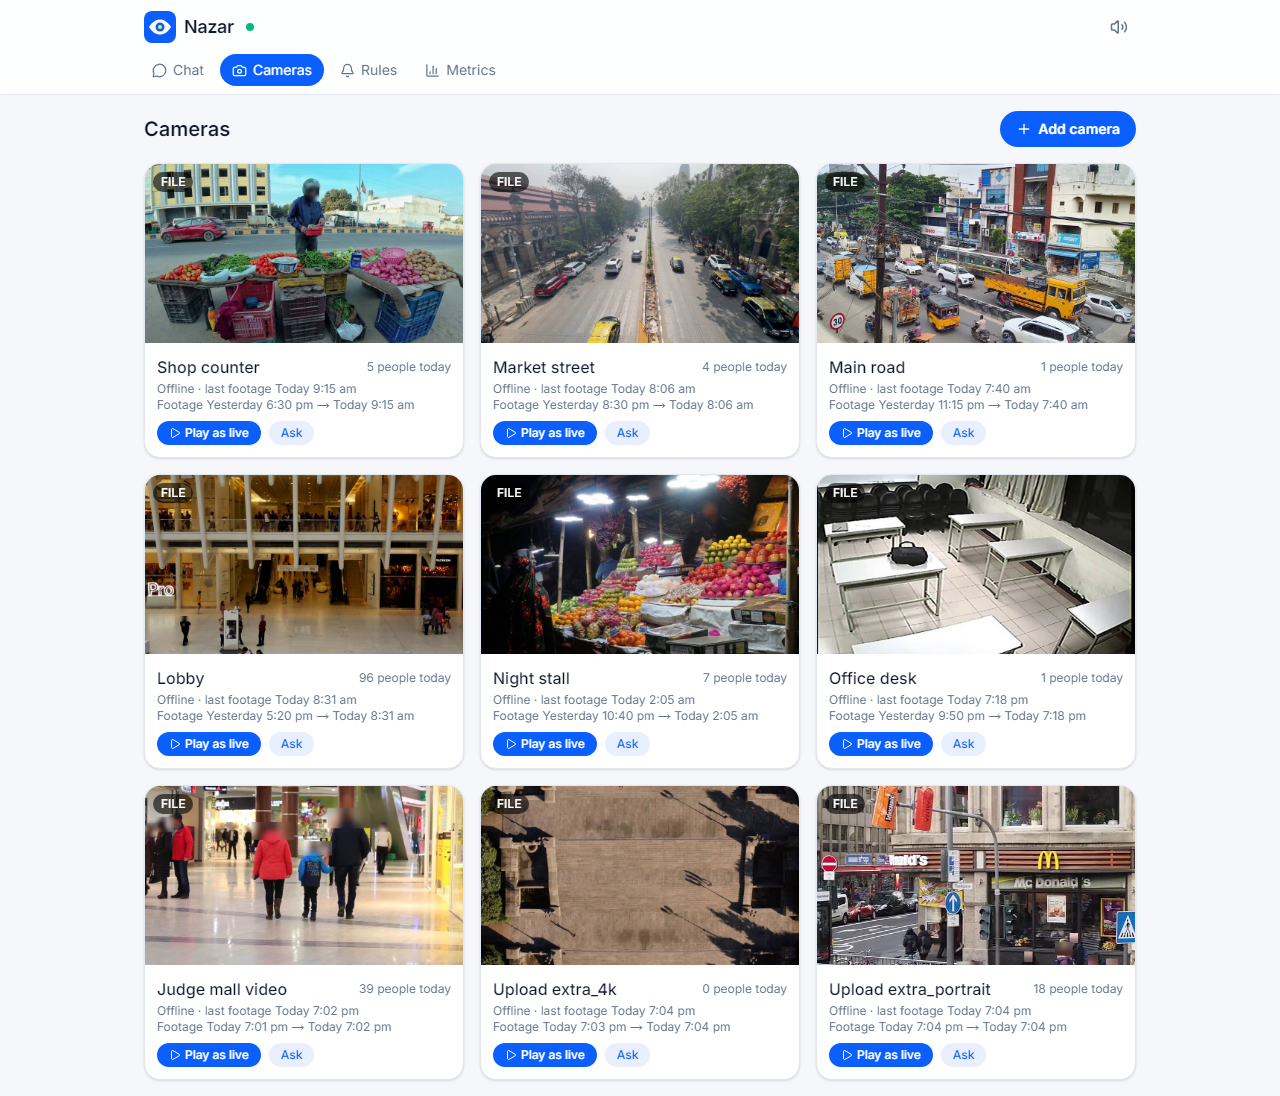 Nazar
Chat
Cameras
Rules
Metrics
Cameras
Add camera
FILE
FILE
FILE
30
Shop counter
5 people today
Offline · last footage Today 9:15 am
Footage Yesterday 6:30 pm → Today 9:15 am
Play as live
Ask
Market street
4 people today
Offline · last footage Today 8:06 am
Footage Yesterday 8:30 pm → Today 8:06 am
Play as live
Ask
Main road
1 people today
Offline · last footage Today 7:40 am
Footage Yesterday 11:15 pm → Today 7:40 am
Play as live
Ask
FILE
Pro
FILE
FILE
Lobby
96 people today
Offline · last footage Today 8:31 am
Footage Yesterday 5:20 pm → Today 8:31 am
Play as live
Ask
Night stall
7 people today
Offline · last footage Today 2:05 am
Footage Yesterday 10:40 pm → Today 2:05 am
Play as live
Ask
Office desk
1 people today
Offline · last footage Today 7:18 pm
Footage Yesterday 9:50 pm → Today 7:18 pm
Play as live
Ask
FILE
FILE
FILE
McDonald's
Judge mall video
39 people today
Offline · last footage Today 7:02 pm
Footage Today 7:01 pm → Today 7:02 pm
Play as live
Ask
Upload extra_4k
0 people today
Offline · last footage Today 7:04 pm
Footage Today 7:03 pm → Today 7:04 pm
Play as live
Ask
Upload extra_portrait
18 people today
Offline · last footage Today 7:04 pm
Footage Today 7:04 pm → Today 7:04 pm
Play as live
Ask